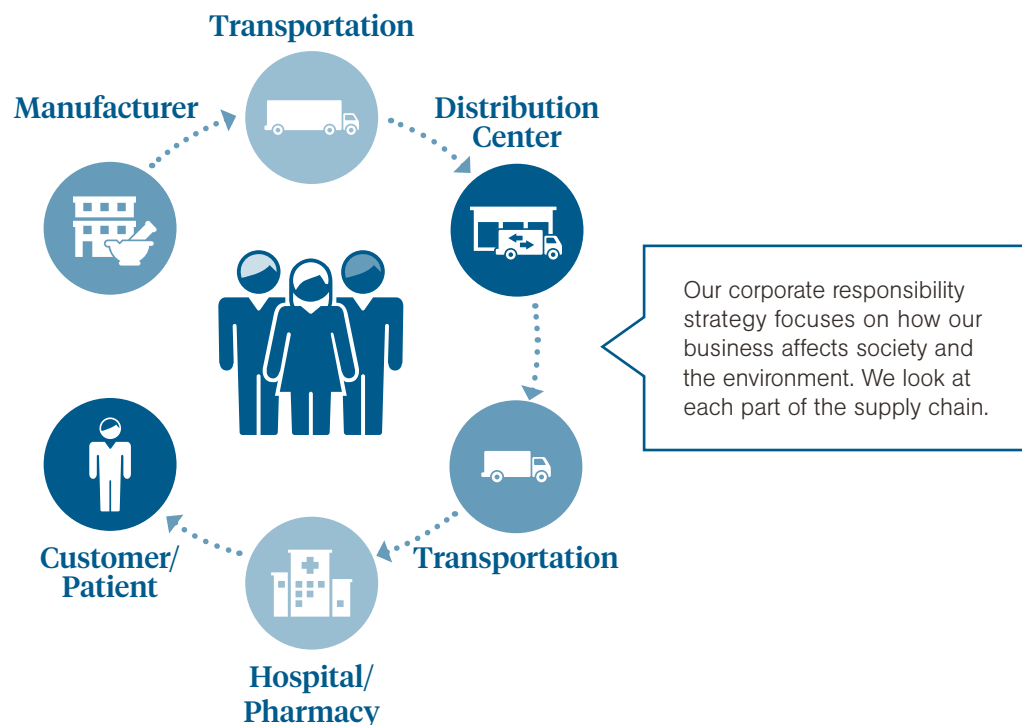 Transportation
Manufacturer
Distribution
Center
Our corporate responsibility
strategy focuses on how our
business affects society and
the environment. We look at
each part of the supply chain.
Transportation
Customer/
Patient
Hospital/
Pharmacy